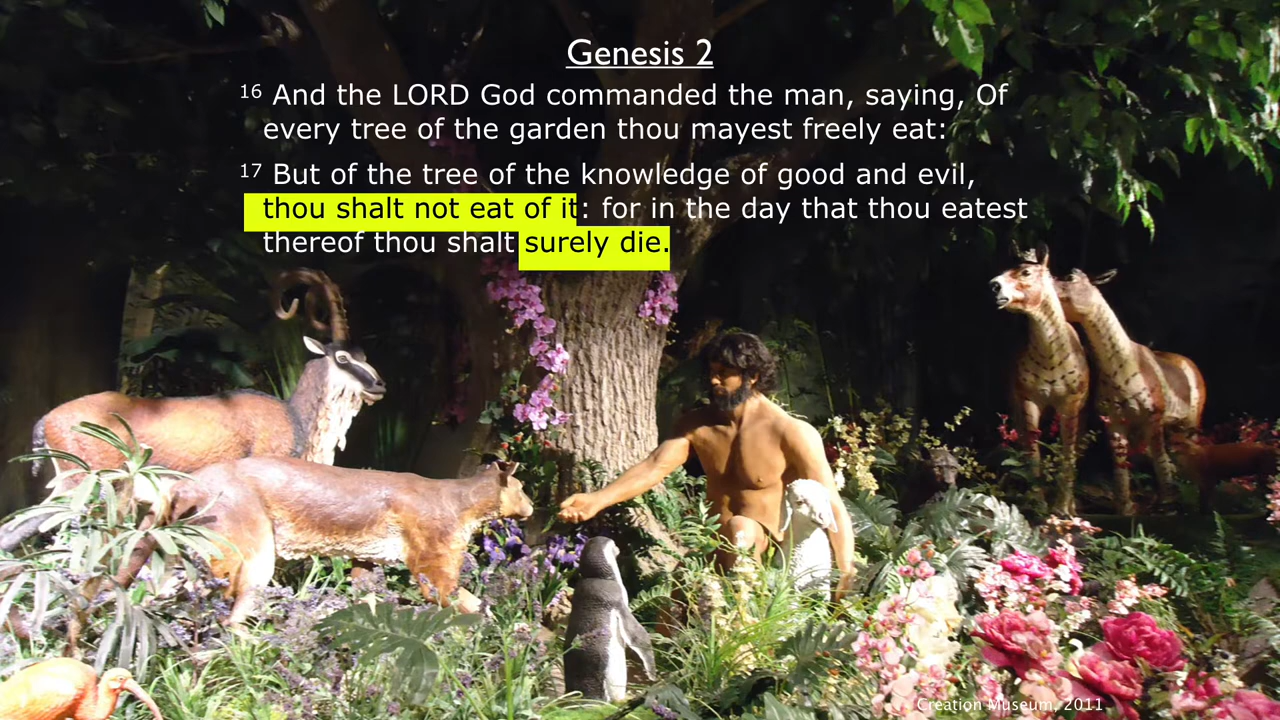 Genesis 2
16 And the LORD God commanded the man, saying, Of
every tree of the garden thou mayest freely eat:
17 But of the tree of the knowledge of good and evil,
thou shalt not eat of it: for in the day that thou eatest
thereof thou shalt surely die.
Creation Museum, 2011